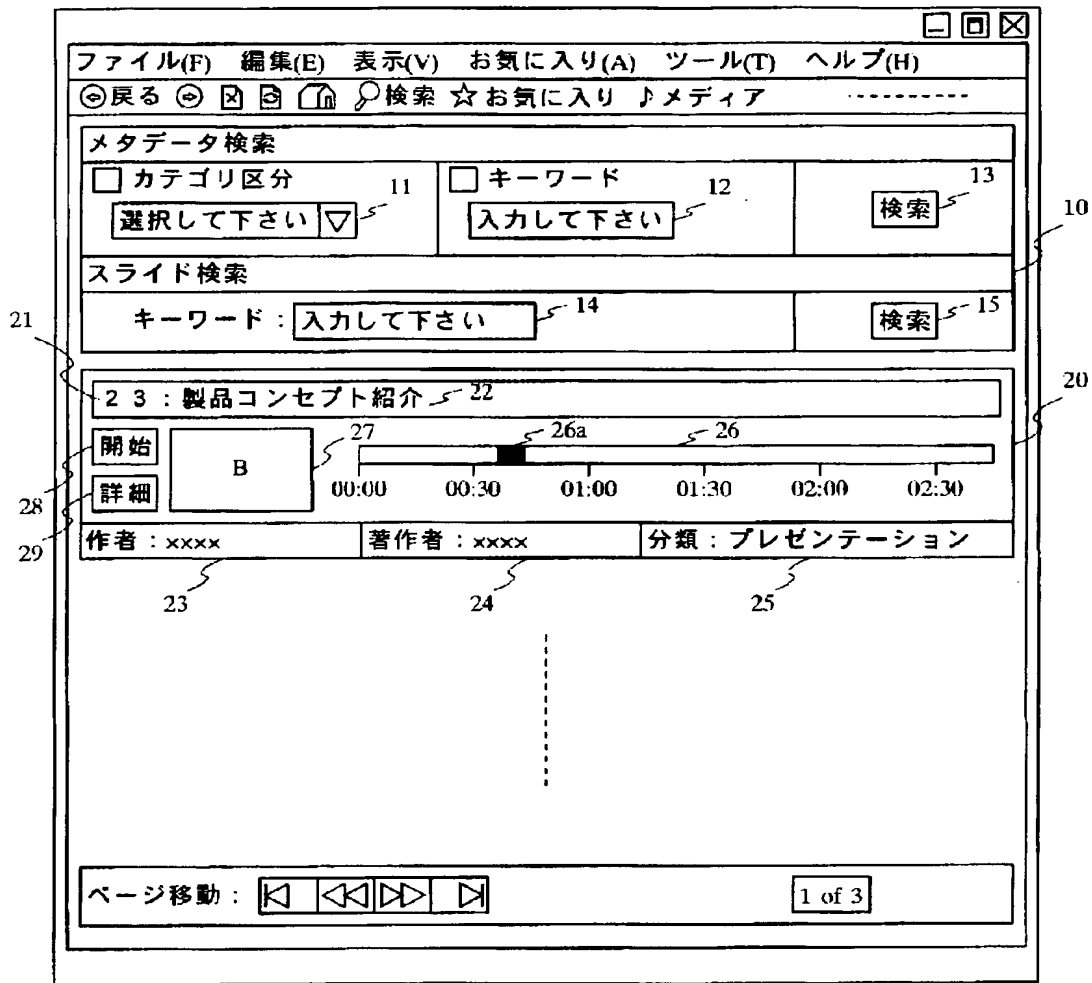 ファイル(F) 編集(E) 表示(V) お気に入り(A) ツール(T) ヘルプ(H)
戻る 検索 お気に入り メディア
メタデータ検索
カテゴリ区分 11 キーワード 12 13
選択して下さい 入力して下さい 検索
10
スライド検索
キーワード：入力して下さい 14 検索 15
21
20
２３：製品コンセプト紹介 22
開始 B 27 26a 26
詳細 00:00 00:30 01:00 01:30 02:00 02:30
28
29
作者：xxxx 著作者：xxxx 分類：プレゼンテーション
23 24 25
ページ移動： 1 of 3